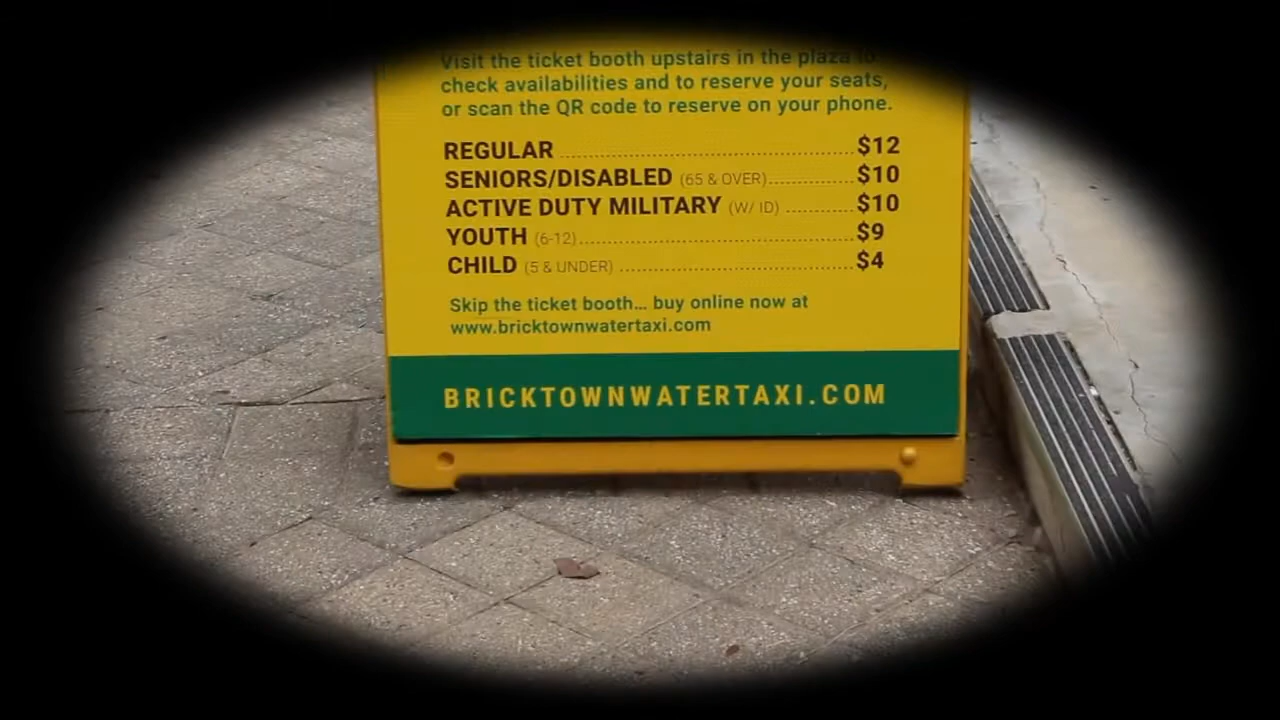 Visit the ticket booth upstairs in the plaza to
check availabilities and to reserve your seats,
or scan the QR code to reserve on your phone.
REGULAR ........ $12
SENIORS/DISABLED (65 & OVER) ........ $10
ACTIVE DUTY MILITARY (W/ ID) ........ $10
YOUTH (6-12) ........ $9
CHILD (5 & UNDER) ........ $4
Skip the ticket booth... buy online now at
www.bricktownwatertaxi.com
BRICKTOWNWATERTAXI.COM